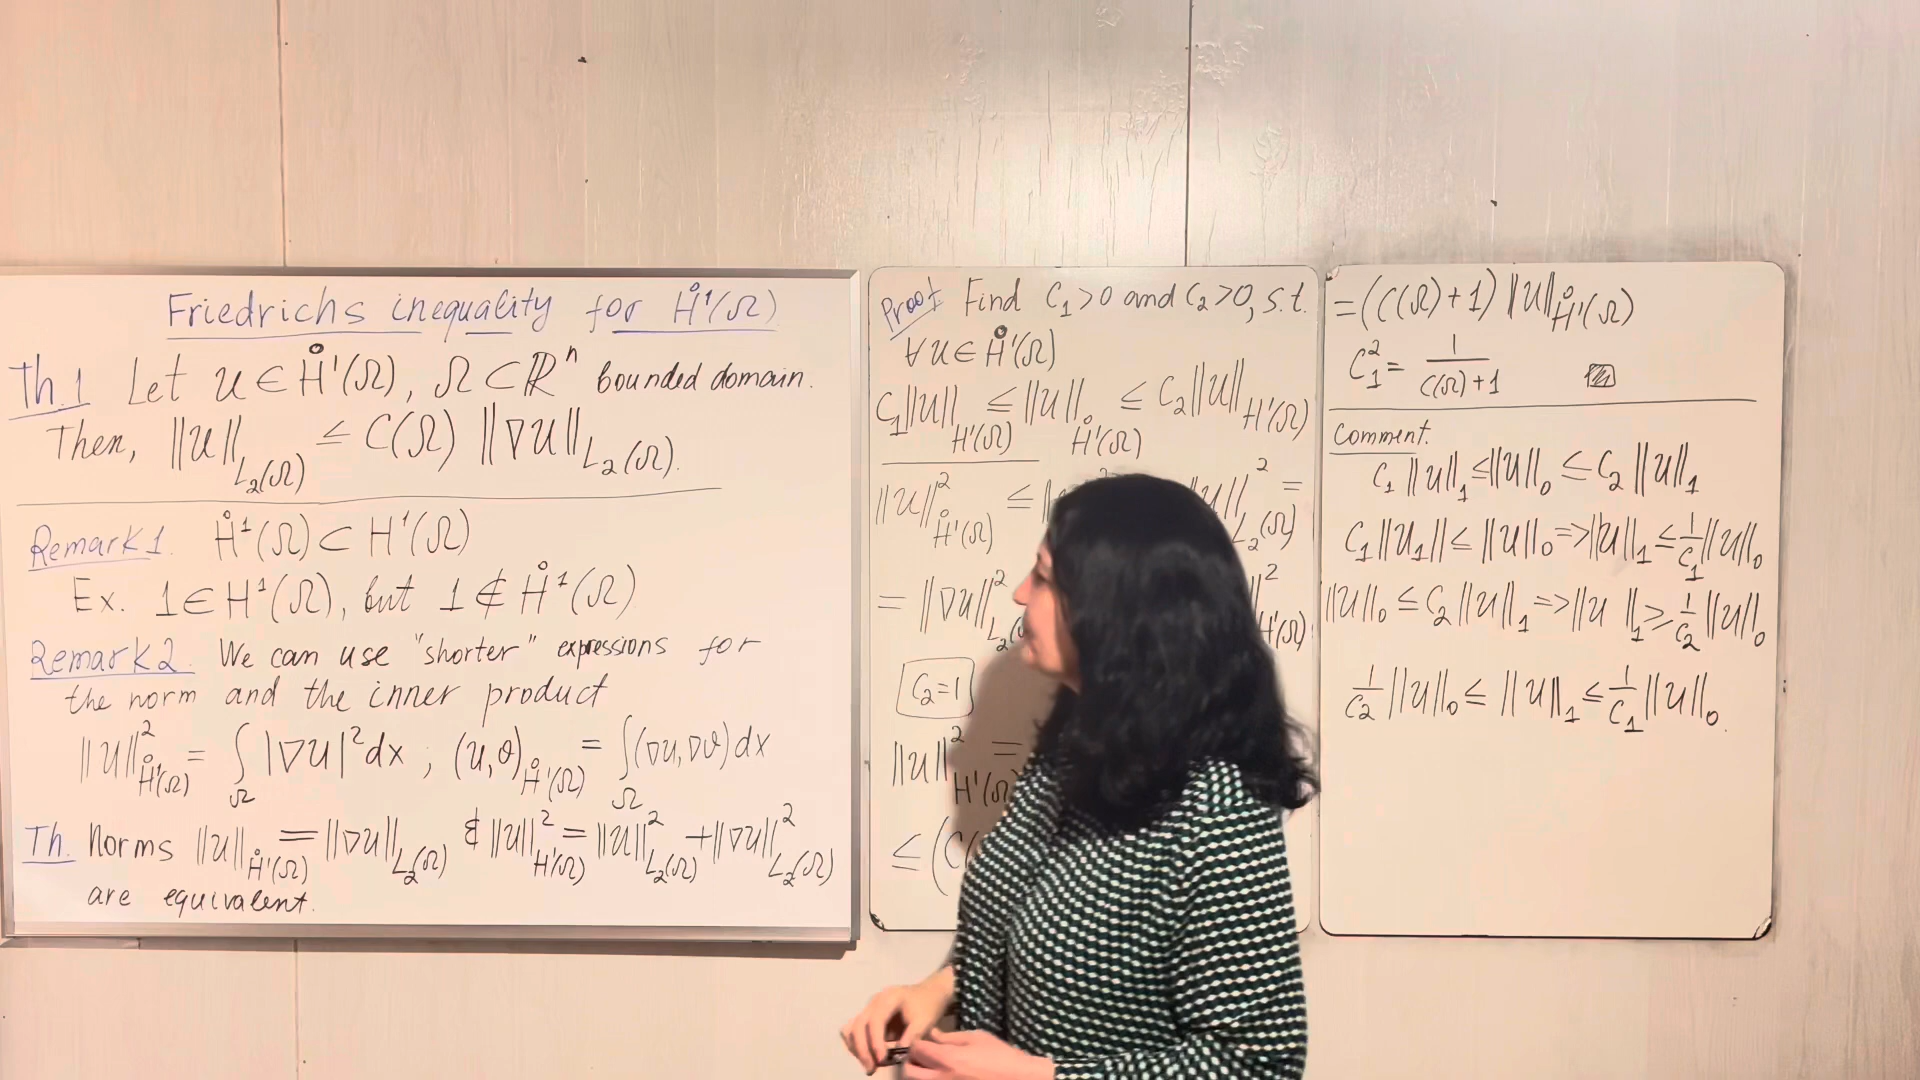 Friedrichs inequality for H̊¹(Ω)
Th.1 Let u ∈ H̊¹(Ω), Ω ⊂ ℝⁿ bounded domain.
Then, ||u||_{L₂(Ω)} ≤ C(Ω) ||∇u||_{L₂(Ω)}.
Remark 1. H̊¹(Ω) ⊂ H¹(Ω)
Ex. 1 ∈ H¹(Ω), but 1 ∉ H̊¹(Ω)
Remark 2. We can use "shorter" expressions for
the norm and the inner product
||u||²_{H̊¹(Ω)} = ∫_Ω |∇u|² dx ; (u,ϑ)_{H̊¹(Ω)} = ∫_Ω (∇u,∇ϑ) dx
Th. Norms ||u||_{H̊¹(Ω)} = ||∇u||_{L₂(Ω)} & ||u||²_{H¹(Ω)} = ||u||²_{L₂(Ω)} + ||∇u||²_{L₂(Ω)}
are equivalent.
Proof Find C₁>0 and C₂>0, s.t.
∀ u ∈ H̊¹(Ω)
C₁||u||_{H¹(Ω)} ≤ ||u||_{H̊¹(Ω)} ≤ C₂||u||_{H¹(Ω)}
||u||²_{H̊¹(Ω)} ≤ ||u||²_{L₂(Ω)} =
= ||∇u||²_{L₂(Ω)} ||²_{H¹(Ω)}
C₂=1
||u||²_{H¹(Ω)} =
≤ (C(
= (C(Ω)+1) ||u||_{H̊¹(Ω)}
C₁² = 1/(C(Ω)+1)
Comment.
C₁||u||₁ ≤ ||u||₀ ≤ C₂||u||₁
C₁||u₁|| ≤ ||u||₀ => ||u||₁ ≤ 1/C₁ ||u||₀
||u||₀ ≤ C₂||u||₁ => ||u||₁ ≥ 1/C₂ ||u||₀
1/C₂ ||u||₀ ≤ ||u||₁ ≤ 1/C₁ ||u||₀.